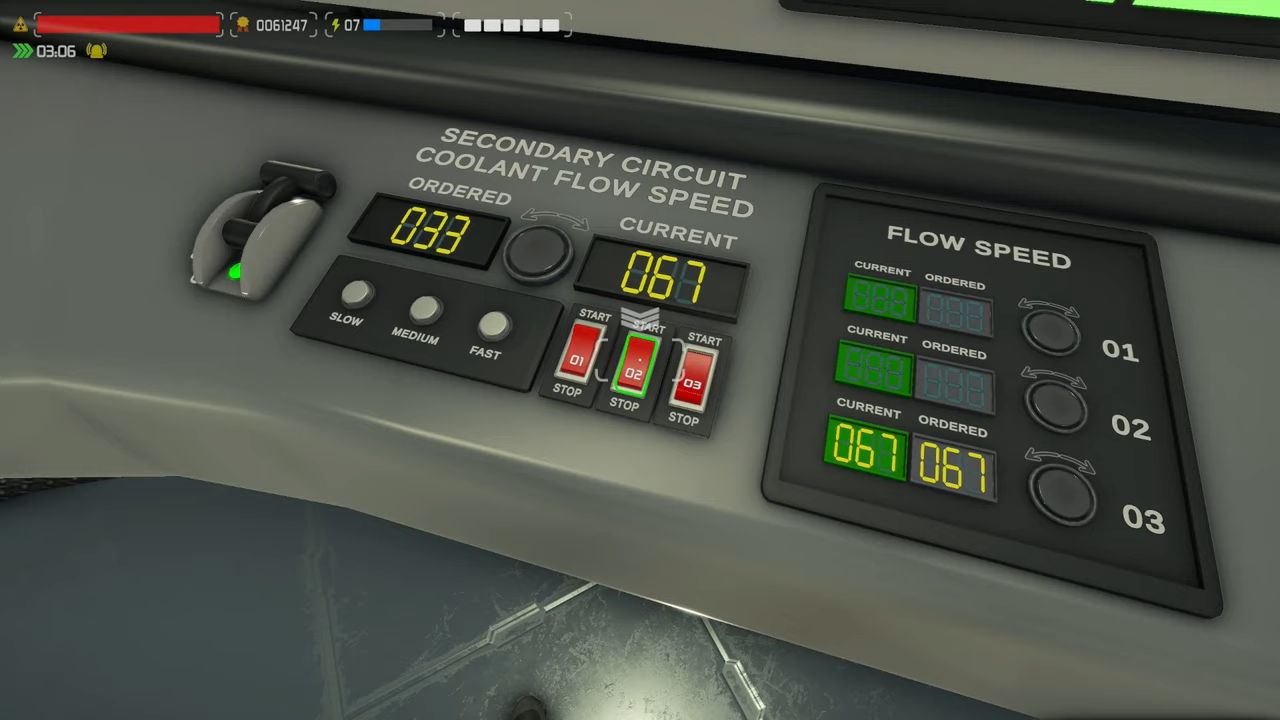 0061247
07
03:06
SECONDARY CIRCUIT
COOLANT FLOW SPEED
ORDERED
033
CURRENT
067
SLOW
MEDIUM
FAST
START
01
STOP
START
02
STOP
START
03
STOP
FLOW SPEED
CURRENT ORDERED
01
CURRENT ORDERED
02
CURRENT ORDERED
067 067
03